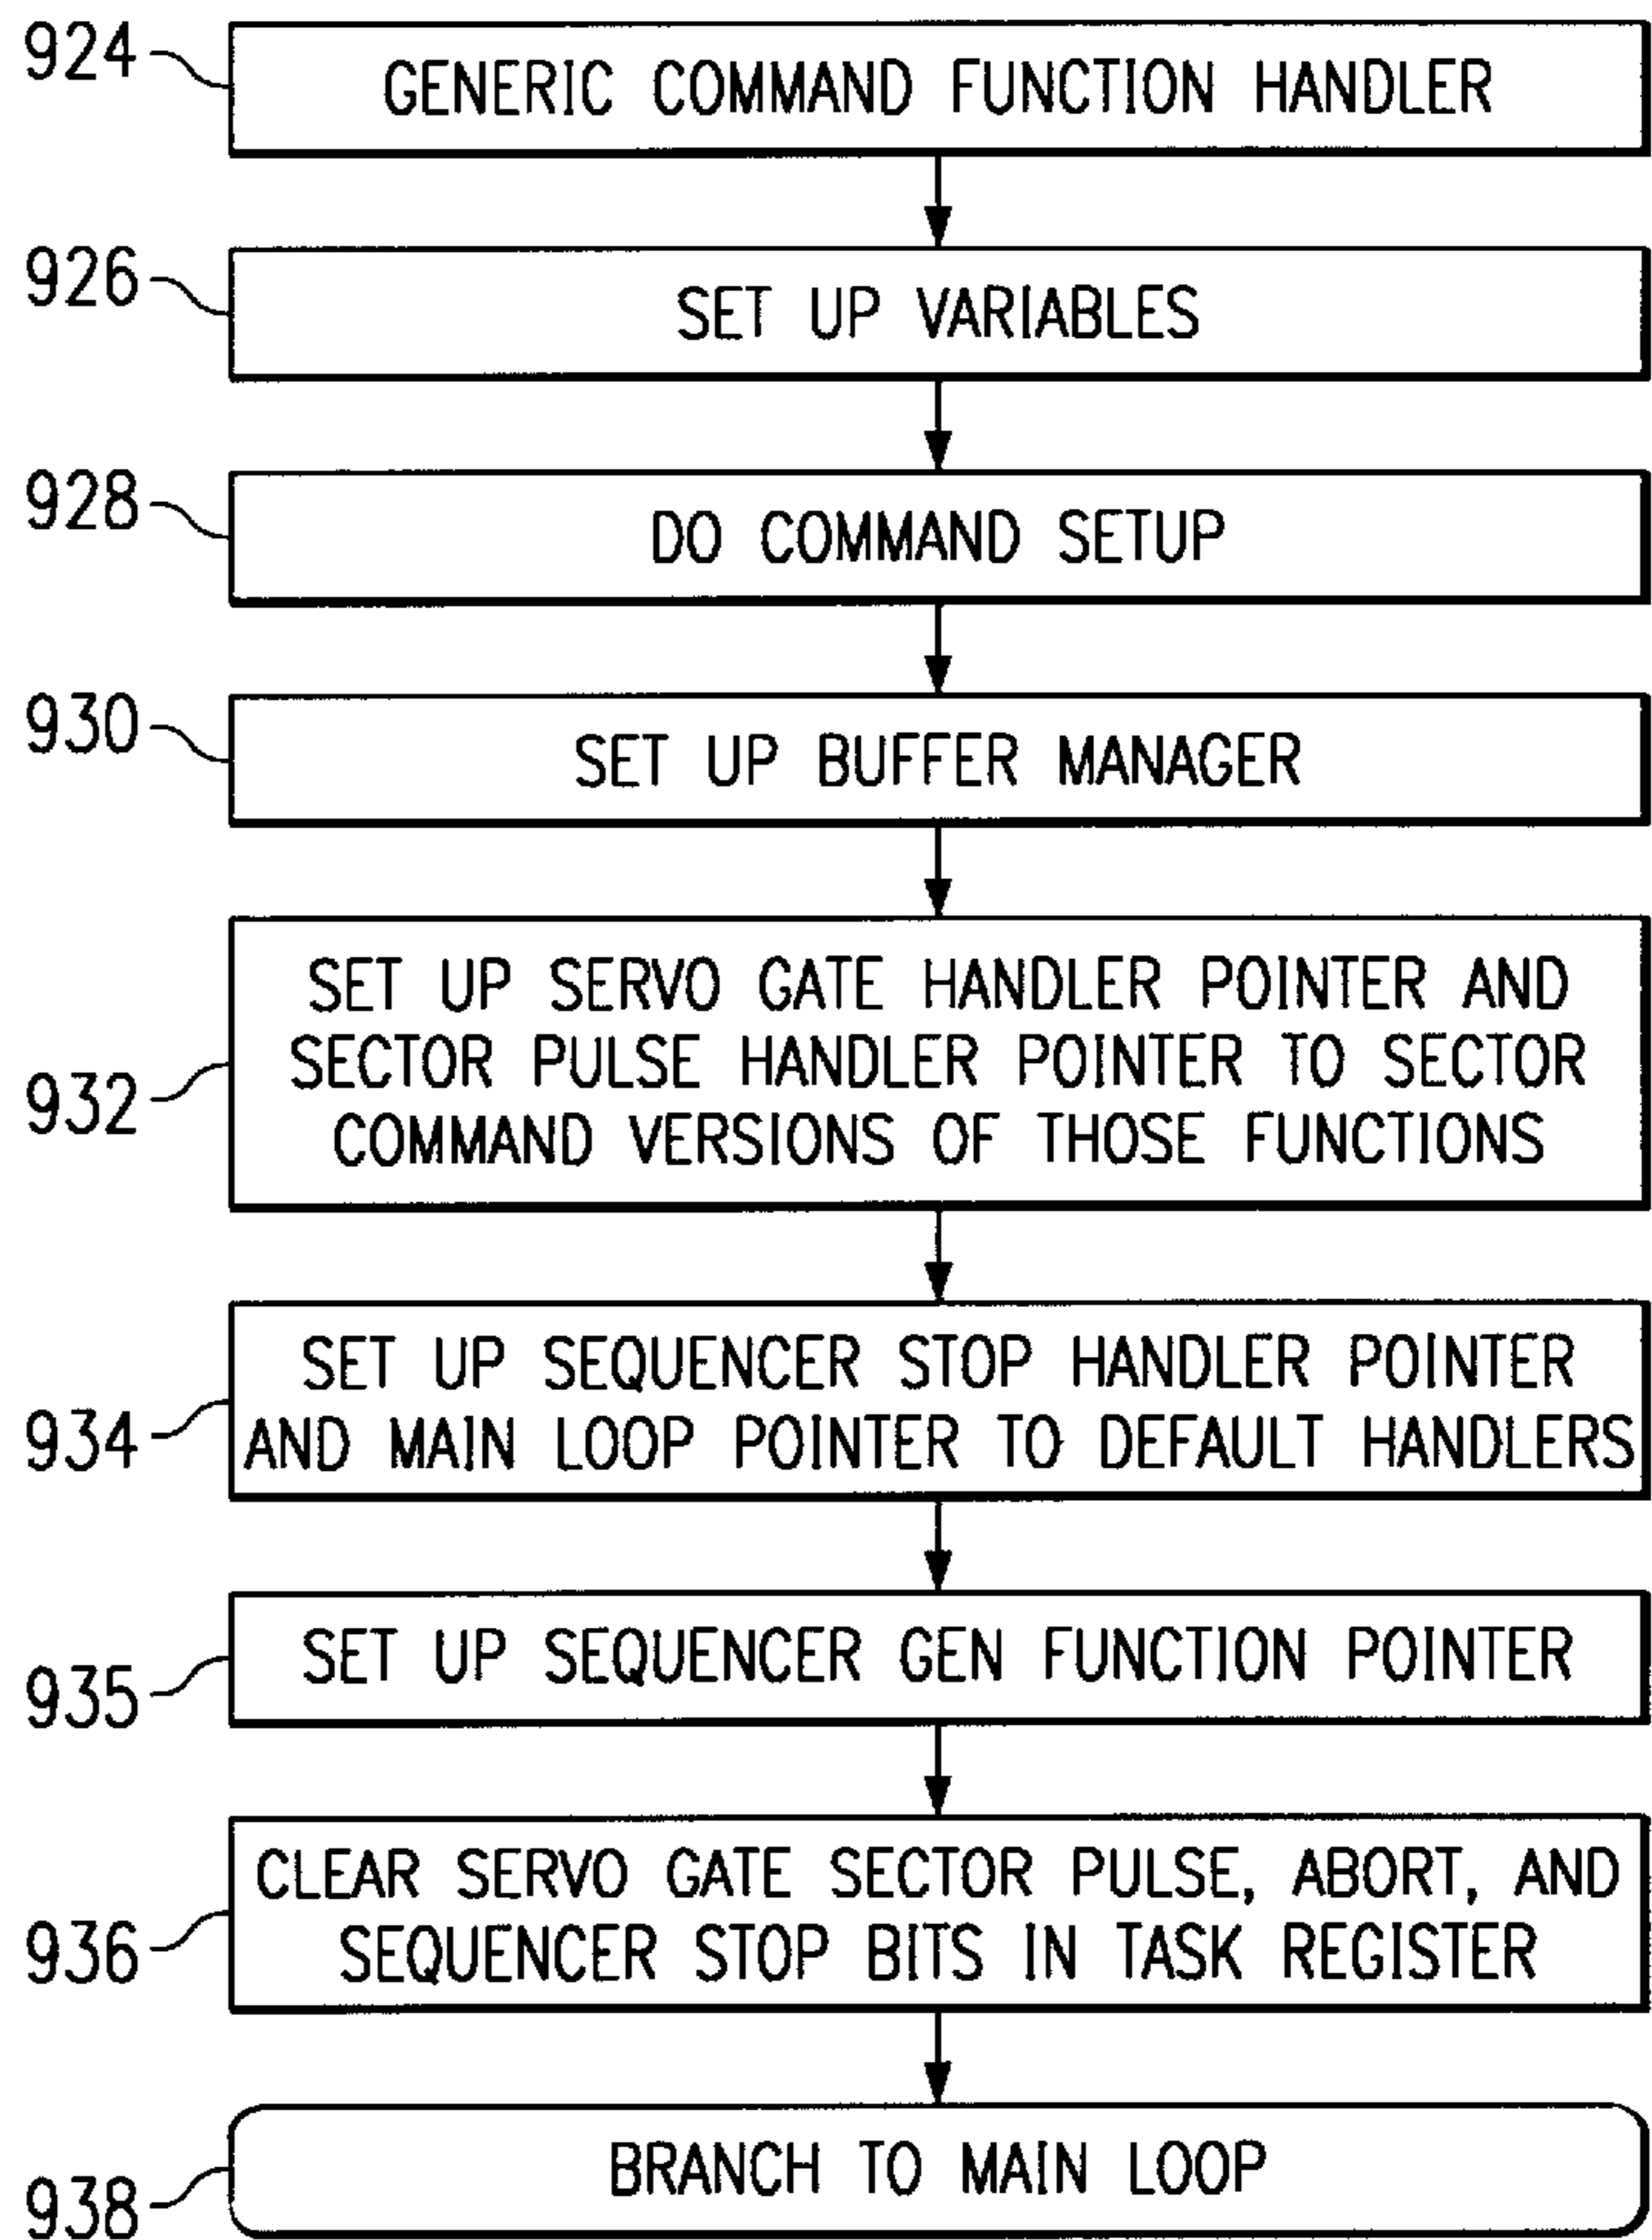 924
GENERIC COMMAND FUNCTION HANDLER
926
SET UP VARIABLES
928
DO COMMAND SETUP
930
SET UP BUFFER MANAGER
932
SET UP SERVO GATE HANDLER POINTER AND
SECTOR PULSE HANDLER POINTER TO SECTOR
COMMAND VERSIONS OF THOSE FUNCTIONS
934
SET UP SEQUENCER STOP HANDLER POINTER
AND MAIN LOOP POINTER TO DEFAULT HANDLERS
935
SET UP SEQUENCER GEN FUNCTION POINTER
936
CLEAR SERVO GATE SECTOR PULSE, ABORT, AND
SEQUENCER STOP BITS IN TASK REGISTER
938
BRANCH TO MAIN LOOP